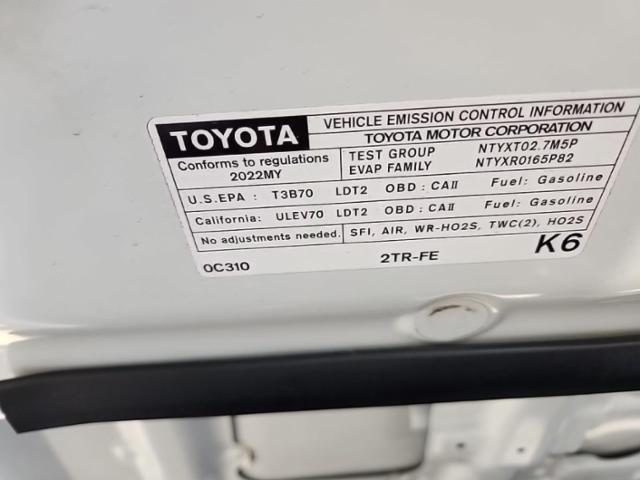 TOYOTA
VEHICLE EMISSION CONTROL INFORMATION
TOYOTA MOTOR CORPORATION
Conforms to regulations
2022MY
TEST GROUP NTYXT02.7M5P
EVAP FAMILY NTYXR0165P82
U.S.EPA : T3B70 LDT2 OBD : CAII Fuel: Gasoline
California: ULEV70 LDT2 OBD : CAII Fuel: Gasoline
No adjustments needed. SFI, AIR, WR-HO2S, TWC(2), HO2S
0C310 2TR-FE K6